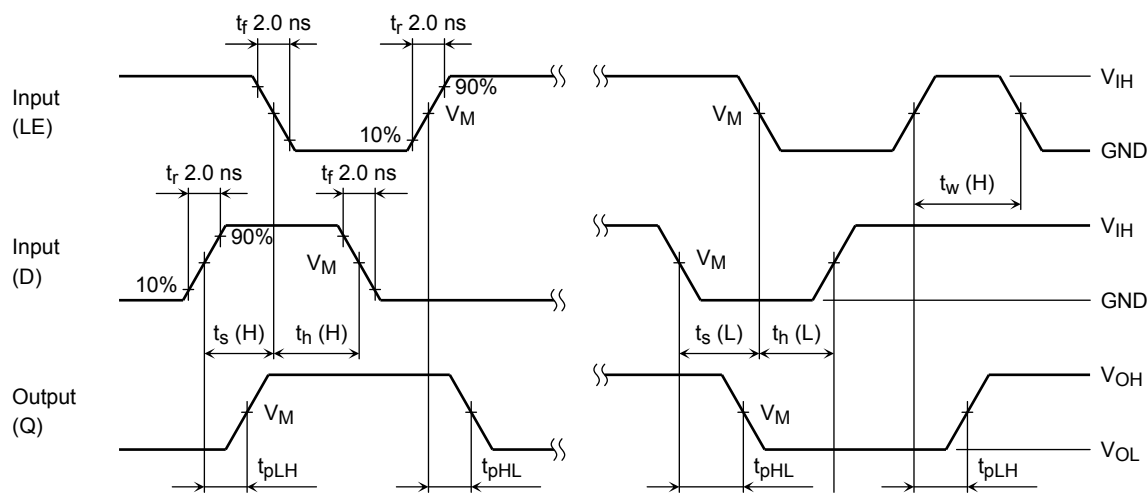 tf 2.0 ns
tr 2.0 ns
Input
(LE)
90%
VM
10%
VM
VIH
GND
tw (H)
tr 2.0 ns
tf 2.0 ns
Input
(D)
90%
VM
10%
VM
VIH
GND
ts (H)
th (H)
ts (L)
th (L)
Output
(Q)
VM
VM
VOH
VOL
tpLH
tpHL
tpHL
tpLH